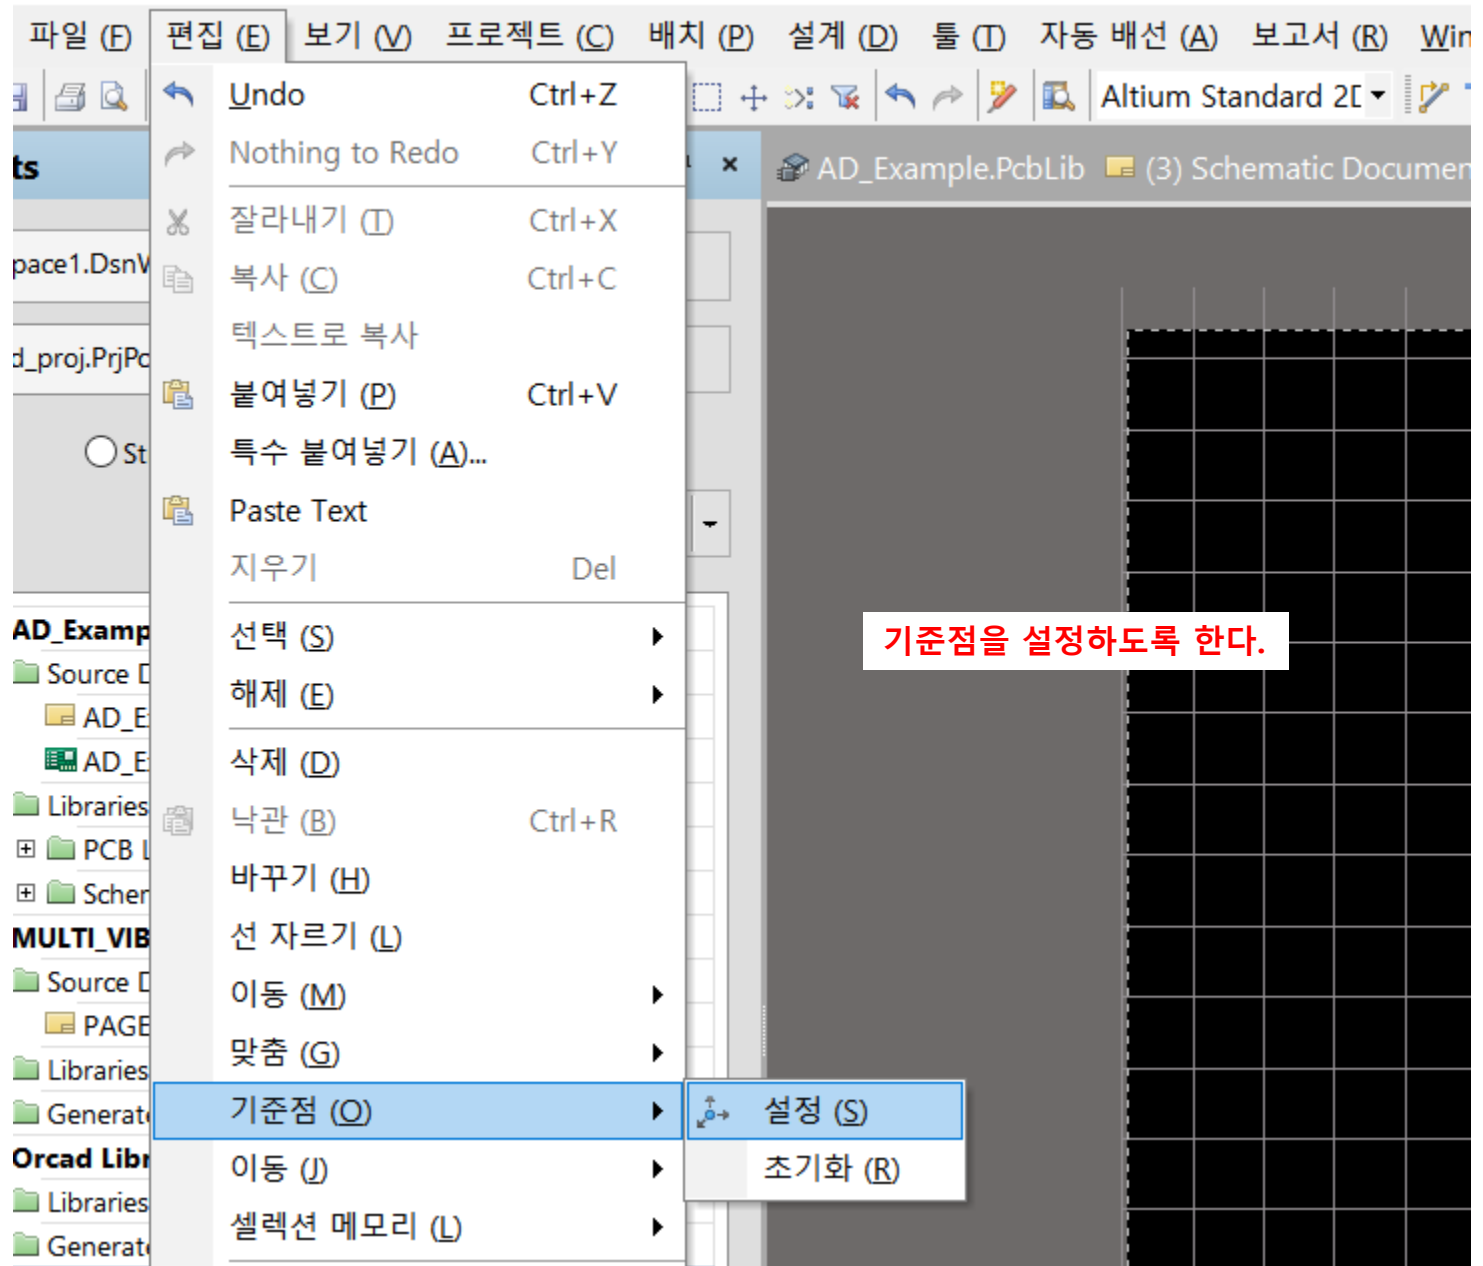 파일 (F) 편집 (E) 보기 (V) 프로젝트 (C) 배치 (P) 설계 (D) 툴 (T) 자동 배선 (A) 보고서 (R) Win
Altium Standard 2D
ts
AD_Example.PcbLib (3) Schematic Documen
Undo Ctrl+Z
Nothing to Redo Ctrl+Y
잘라내기 (T) Ctrl+X
복사 (C) Ctrl+C
텍스트로 복사
붙여넣기 (P) Ctrl+V
특수 붙여넣기 (A)...
Paste Text
지우기 Del
선택 (S)
해제 (E)
삭제 (D)
낙관 (B) Ctrl+R
바꾸기 (H)
선 자르기 (L)
이동 (M)
맞춤 (G)
기준점 (O)
이동 (J)
셀렉션 메모리 (L)
설정 (S)
초기화 (R)
기준점을 설정하도록 한다.
pace1.DsnW
d_proj.PrjPc
St
AD_Examp
Source D
AD_E
AD_E
Libraries
PCB L
Schem
MULTI_VIB
Source D
PAGE
Libraries
Generate
Orcad Libr
Libraries
Generate